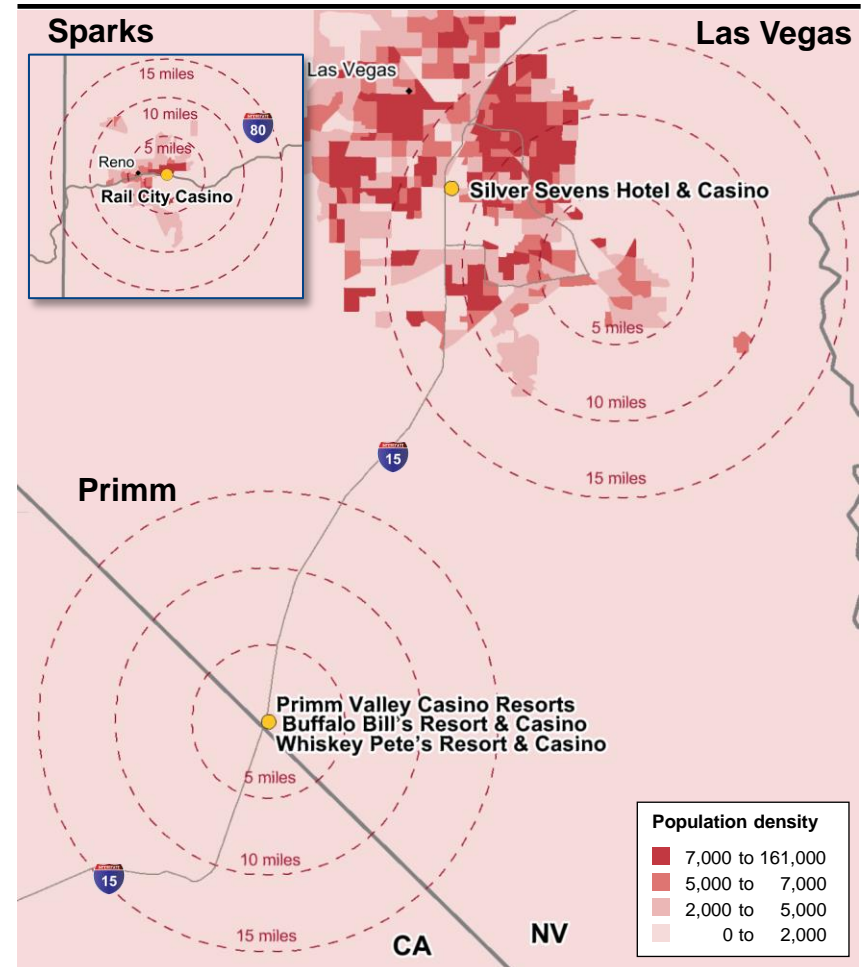 Sparks
Las Vegas
15 miles
10 miles
INTERSTATE
80
5 miles
Reno
Rail City Casino
Las Vegas
Silver Sevens Hotel & Casino
5 miles
10 miles
15 miles
INTERSTATE
15
Primm
Primm Valley Casino Resorts
Buffalo Bill's Resort & Casino
Whiskey Pete's Resort & Casino
5 miles
10 miles
INTERSTATE
15
15 miles
CA
NV
Population density
7,000 to 161,000
5,000 to 7,000
2,000 to 5,000
0 to 2,000